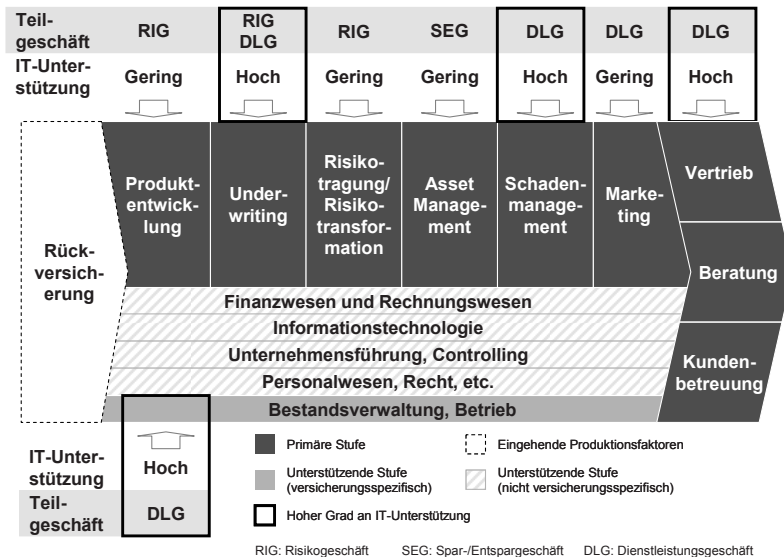 Teil-
geschäft
RIG
RIG
DLG
RIG
SEG
DLG
DLG
DLG
IT-Unter-
stützung
Gering
Hoch
Gering
Gering
Hoch
Gering
Hoch
Rück-
versich-
erung
Produkt-
entwick-
lung
Under-
writing
Risiko-
tragung/
Risiko-
transfor-
mation
Asset
Manage-
ment
Schaden-
manage-
ment
Marke-
ting
Vertrieb
Beratung
Kunden-
betreuung
Finanzwesen und Rechnungswesen
Informationstechnologie
Unternehmensführung, Controlling
Personalwesen, Recht, etc.
Bestandsverwaltung, Betrieb
IT-Unter-
stützung
Hoch
Teil-
geschäft
DLG
Primäre Stufe
Eingehende Produktionsfaktoren
Unterstützende Stufe
(versicherungsspezifisch)
Unterstützende Stufe
(nicht versicherungsspezifisch)
Hoher Grad an IT-Unterstützung
RIG: Risikogeschäft SEG: Spar-/Entspargeschäft DLG: Dienstleistungsgeschäft